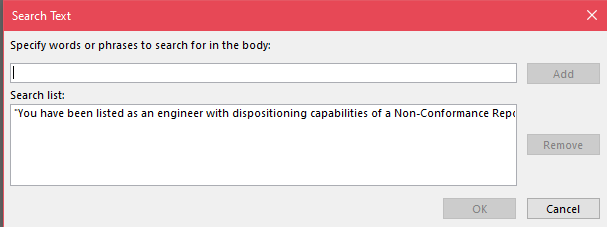 Search Text
Specify words or phrases to search for in the body:
Add
Search list:
"You have been listed as an engineer with dispositioning capabilities of a Non-Conformance Repo
Remove
OK
Cancel